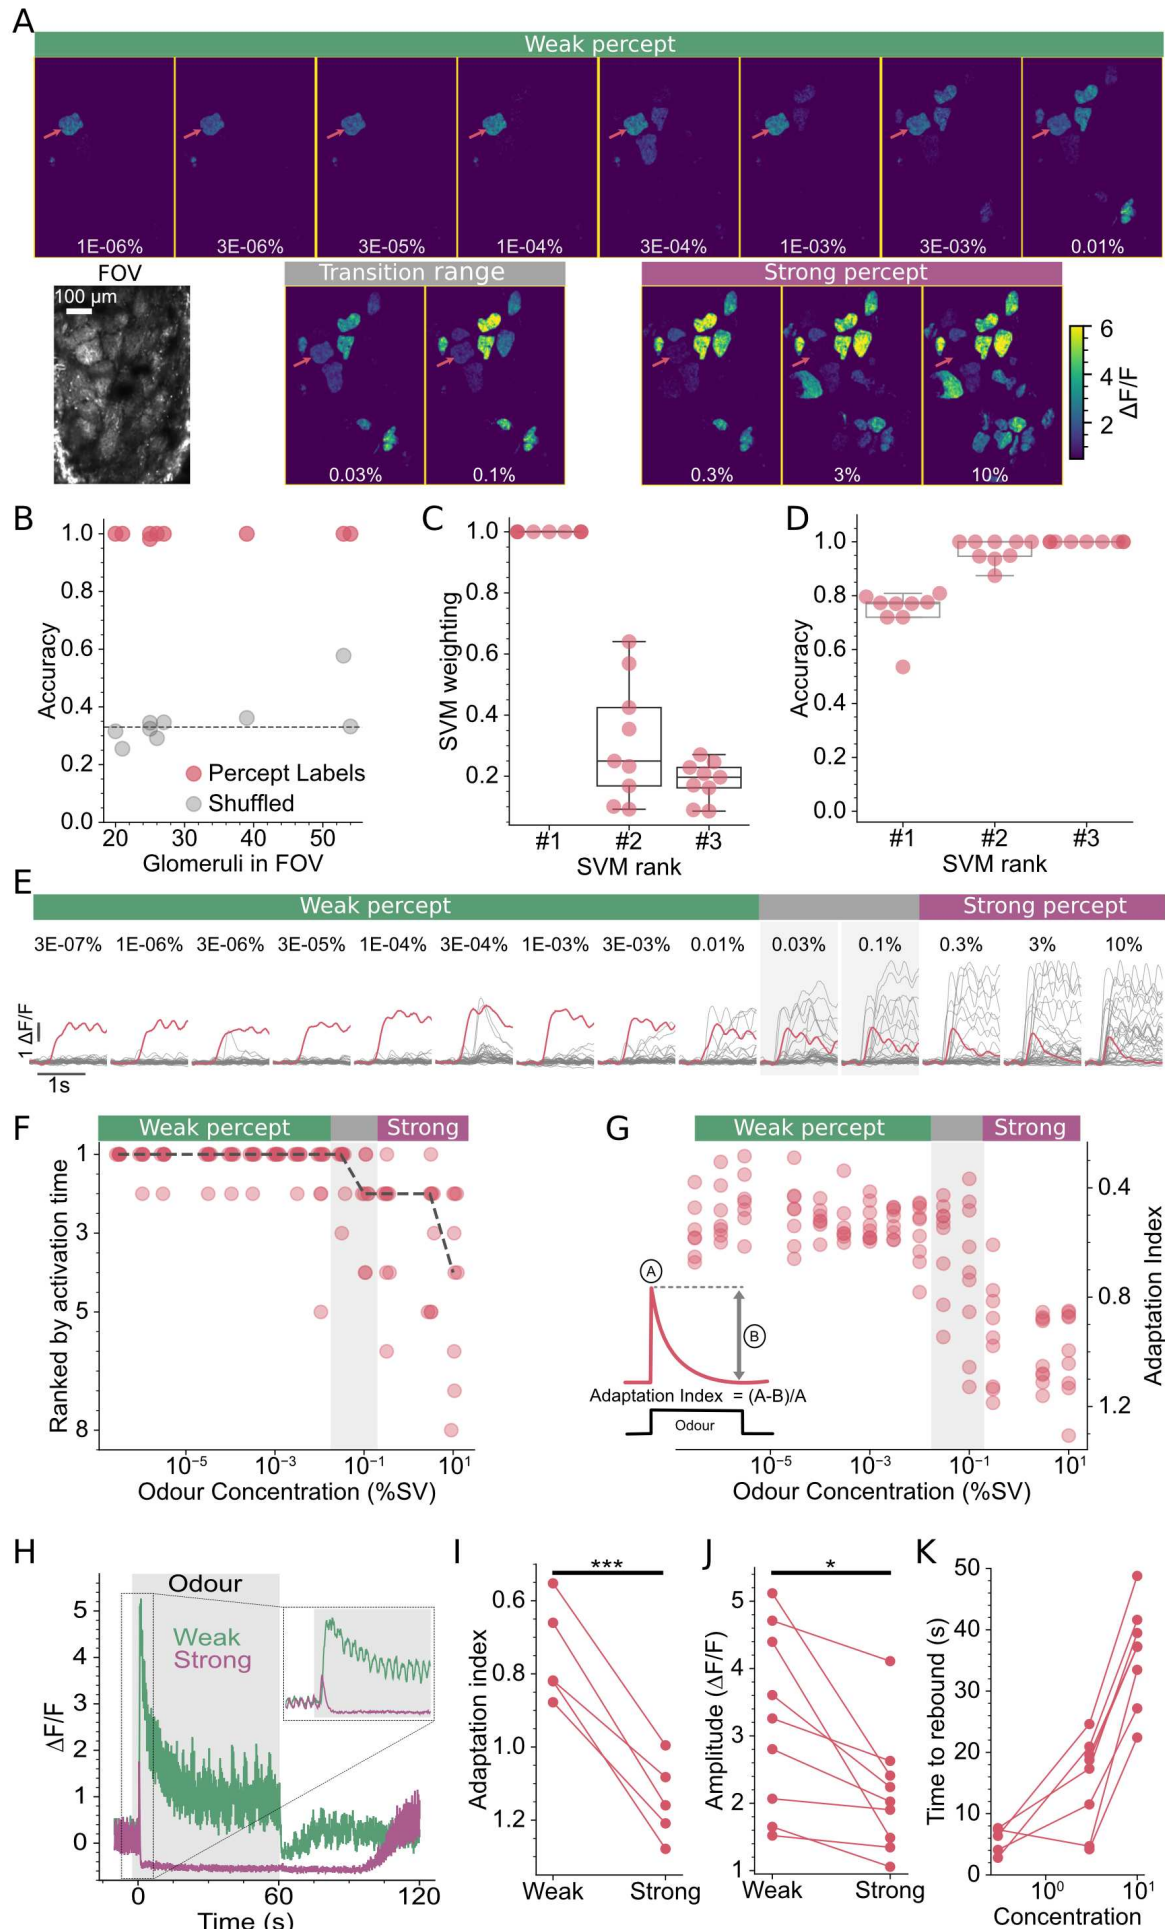 A
Weak percept
1E-06%
3E-06%
3E-05%
1E-04%
3E-04%
1E-03%
3E-03%
0.01%
FOV
100 µm
Transition range
0.03%
0.1%
Strong percept
0.3%
3%
10%
6
4
2
ΔF/F
B
Accuracy
1.0
0.8
0.6
0.4
0.2
0.0
Percept Labels
Shuffled
20
30
40
50
Glomeruli in FOV
C
SVM weighting
1.0
0.8
0.6
0.4
0.2
#1
#2
#3
SVM rank
D
Accuracy
1.0
0.8
0.6
0.4
0.2
0.0
#1
#2
#3
SVM rank
E
Weak percept
Strong percept
3E-07%
1E-06%
3E-06%
3E-05%
1E-04%
3E-04%
1E-03%
3E-03%
0.01%
0.03%
0.1%
0.3%
3%
10%
1 ΔF/F
1s
F
Weak percept
Strong
Ranked by activation time
1
3
5
8
10⁻⁵
10⁻³
10⁻¹
10¹
Odour Concentration (%SV)
G
Weak percept
Strong
A
B
Adaptation Index = (A-B)/A
Odour
0.4
0.8
1.2
Adaptation Index
10⁻⁵
10⁻³
10⁻¹
10¹
Odour Concentration (%SV)
H
Odour
Weak
Strong
ΔF/F
5
4
3
2
1
0
0
60
120
Time (s)
I
***
Adaptation index
0.6
0.8
1.0
1.2
Weak
Strong
J
*
Amplitude (ΔF/F)
5
4
3
2
1
Weak
Strong
K
Time to rebound (s)
50
40
30
20
10
0
10⁰
10¹
Concentration